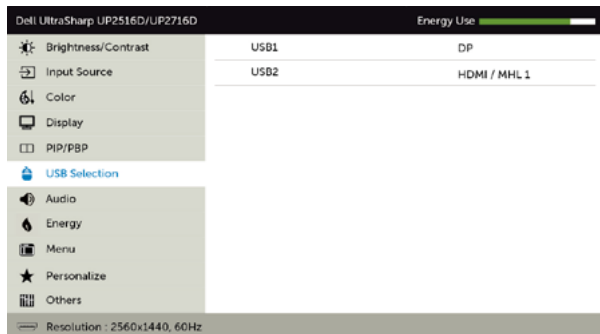 Dell UltraSharp UP2516D/UP2716D Energy Use
Brightness/Contrast USB1 DP
Input Source USB2 HDMI / MHL 1
Color
Display
PIP/PBP
USB Selection
Audio
Energy
Menu
Personalize
Others
Resolution : 2560x1440, 60Hz